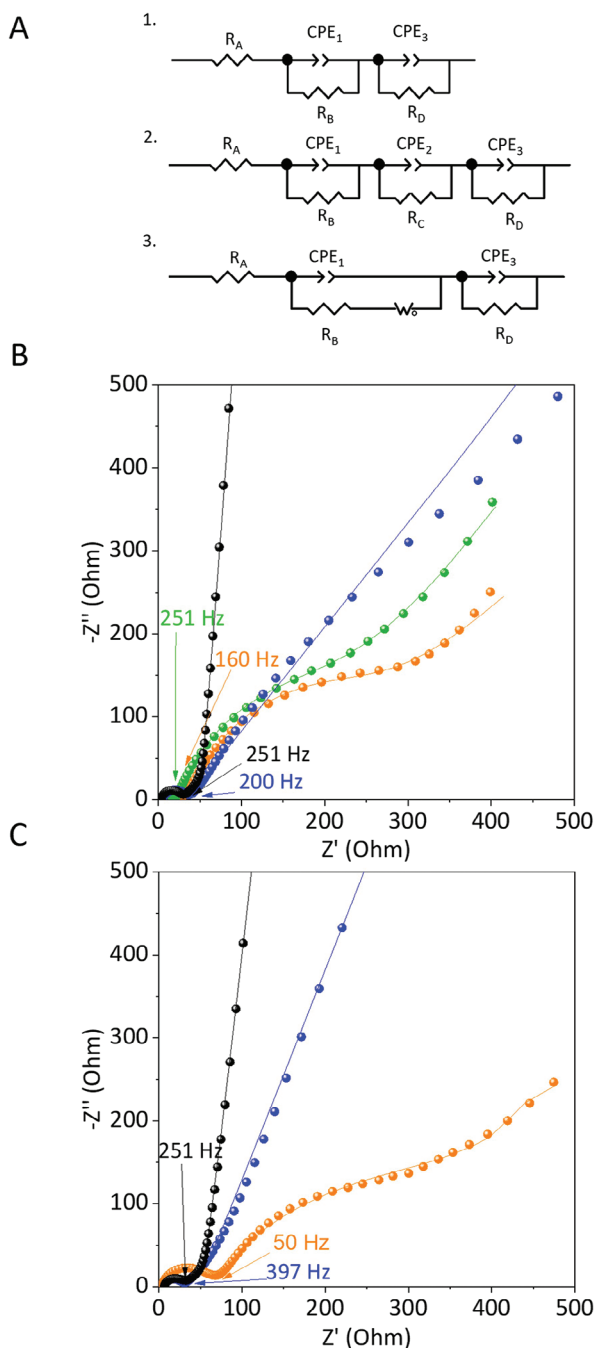 A
1.
R_A CPE_1 CPE_3
R_B R_D
2.
R_A CPE_1 CPE_2 CPE_3
R_B R_C R_D
3.
R_A CPE_1 CPE_3
W_o
R_B R_D
B
500
400
300
200
100
0
-Z'' (Ohm)
251 Hz
160 Hz
251 Hz
200 Hz
0 100 200 300 400 500
Z' (Ohm)
C
500
400
300
200
100
0
-Z'' (Ohm)
251 Hz
50 Hz
397 Hz
0 100 200 300 400 500
Z' (Ohm)